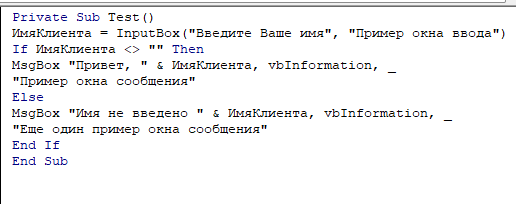 Private Sub Test()
ИмяКлиента = InputBox("Введите Ваше имя", "Пример окна ввода")
If ИмяКлиента <> "" Then
MsgBox "Привет, " & ИмяКлиента, vbInformation, _
"Пример окна сообщения"
Else
MsgBox "Имя не введено " & ИмяКлиента, vbInformation, _
"Еще один пример окна сообщения"
End If
End Sub